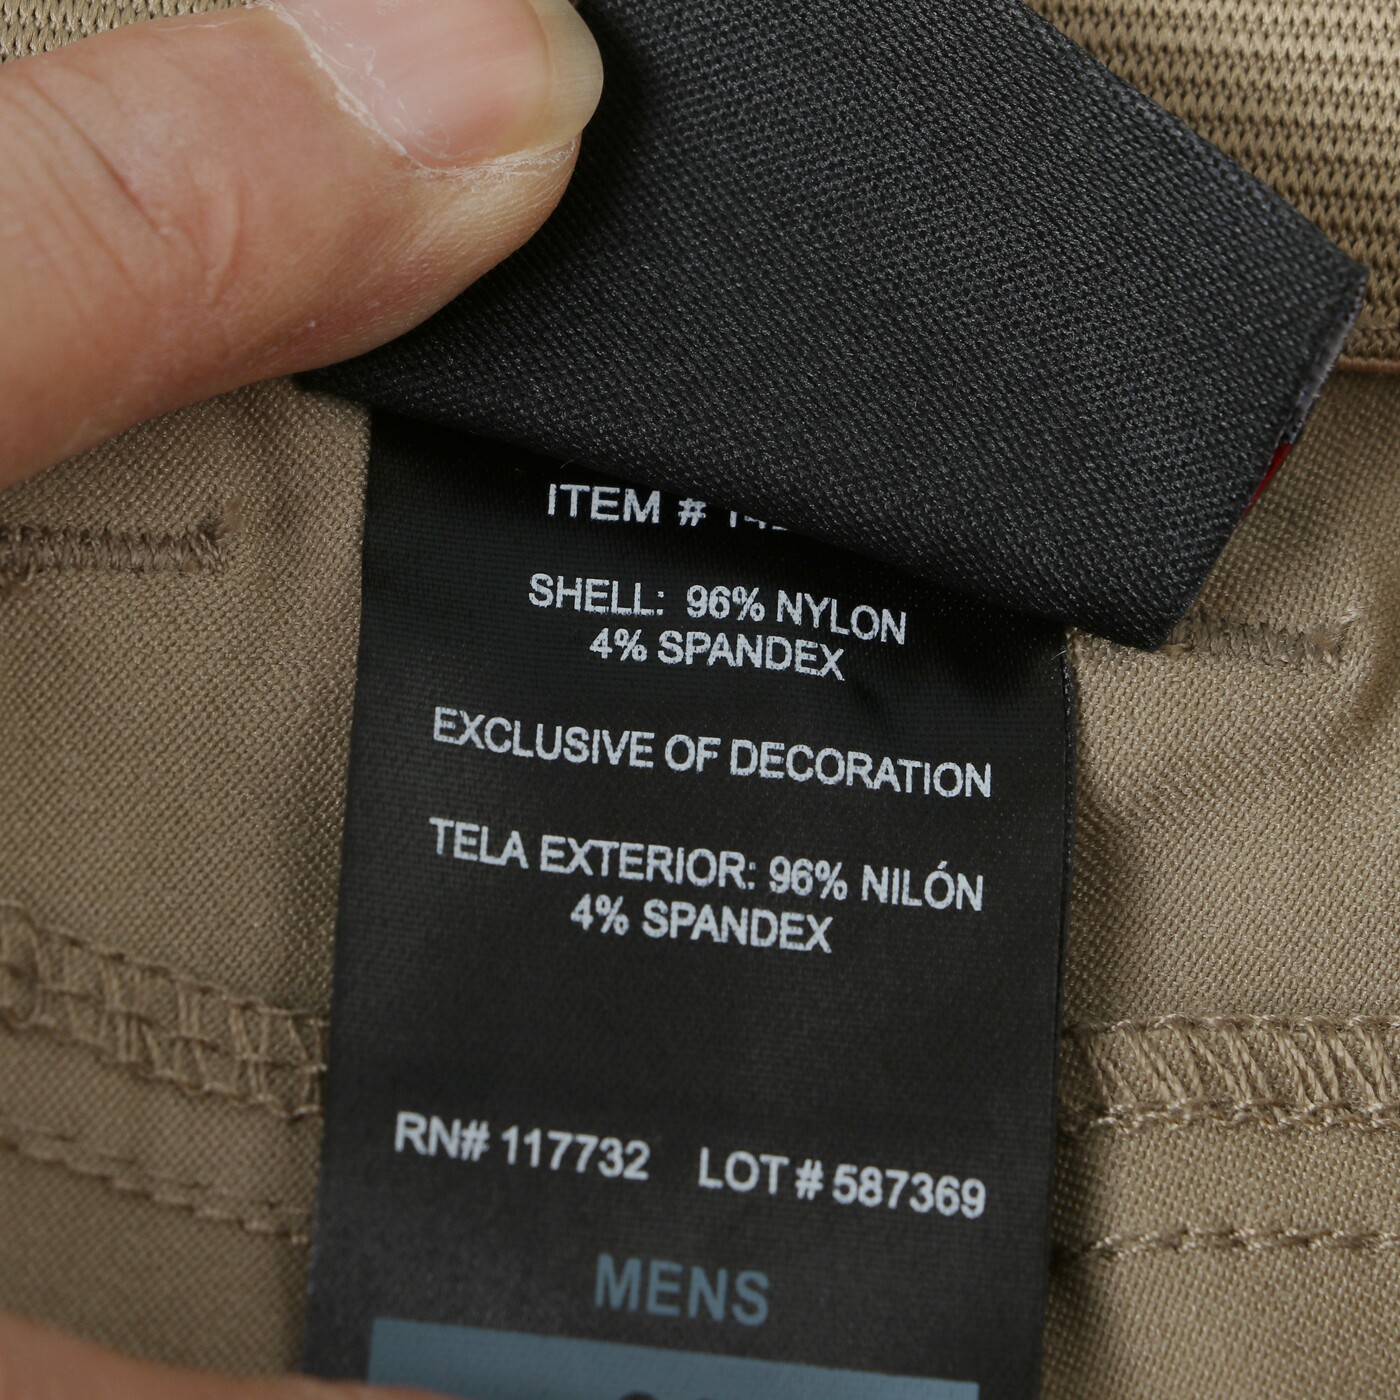 ITEM #
SHELL: 96% NYLON
4% SPANDEX
EXCLUSIVE OF DECORATION
TELA EXTERIOR: 96% NILÓN
4% SPANDEX
RN# 117732 LOT # 587369
MENS